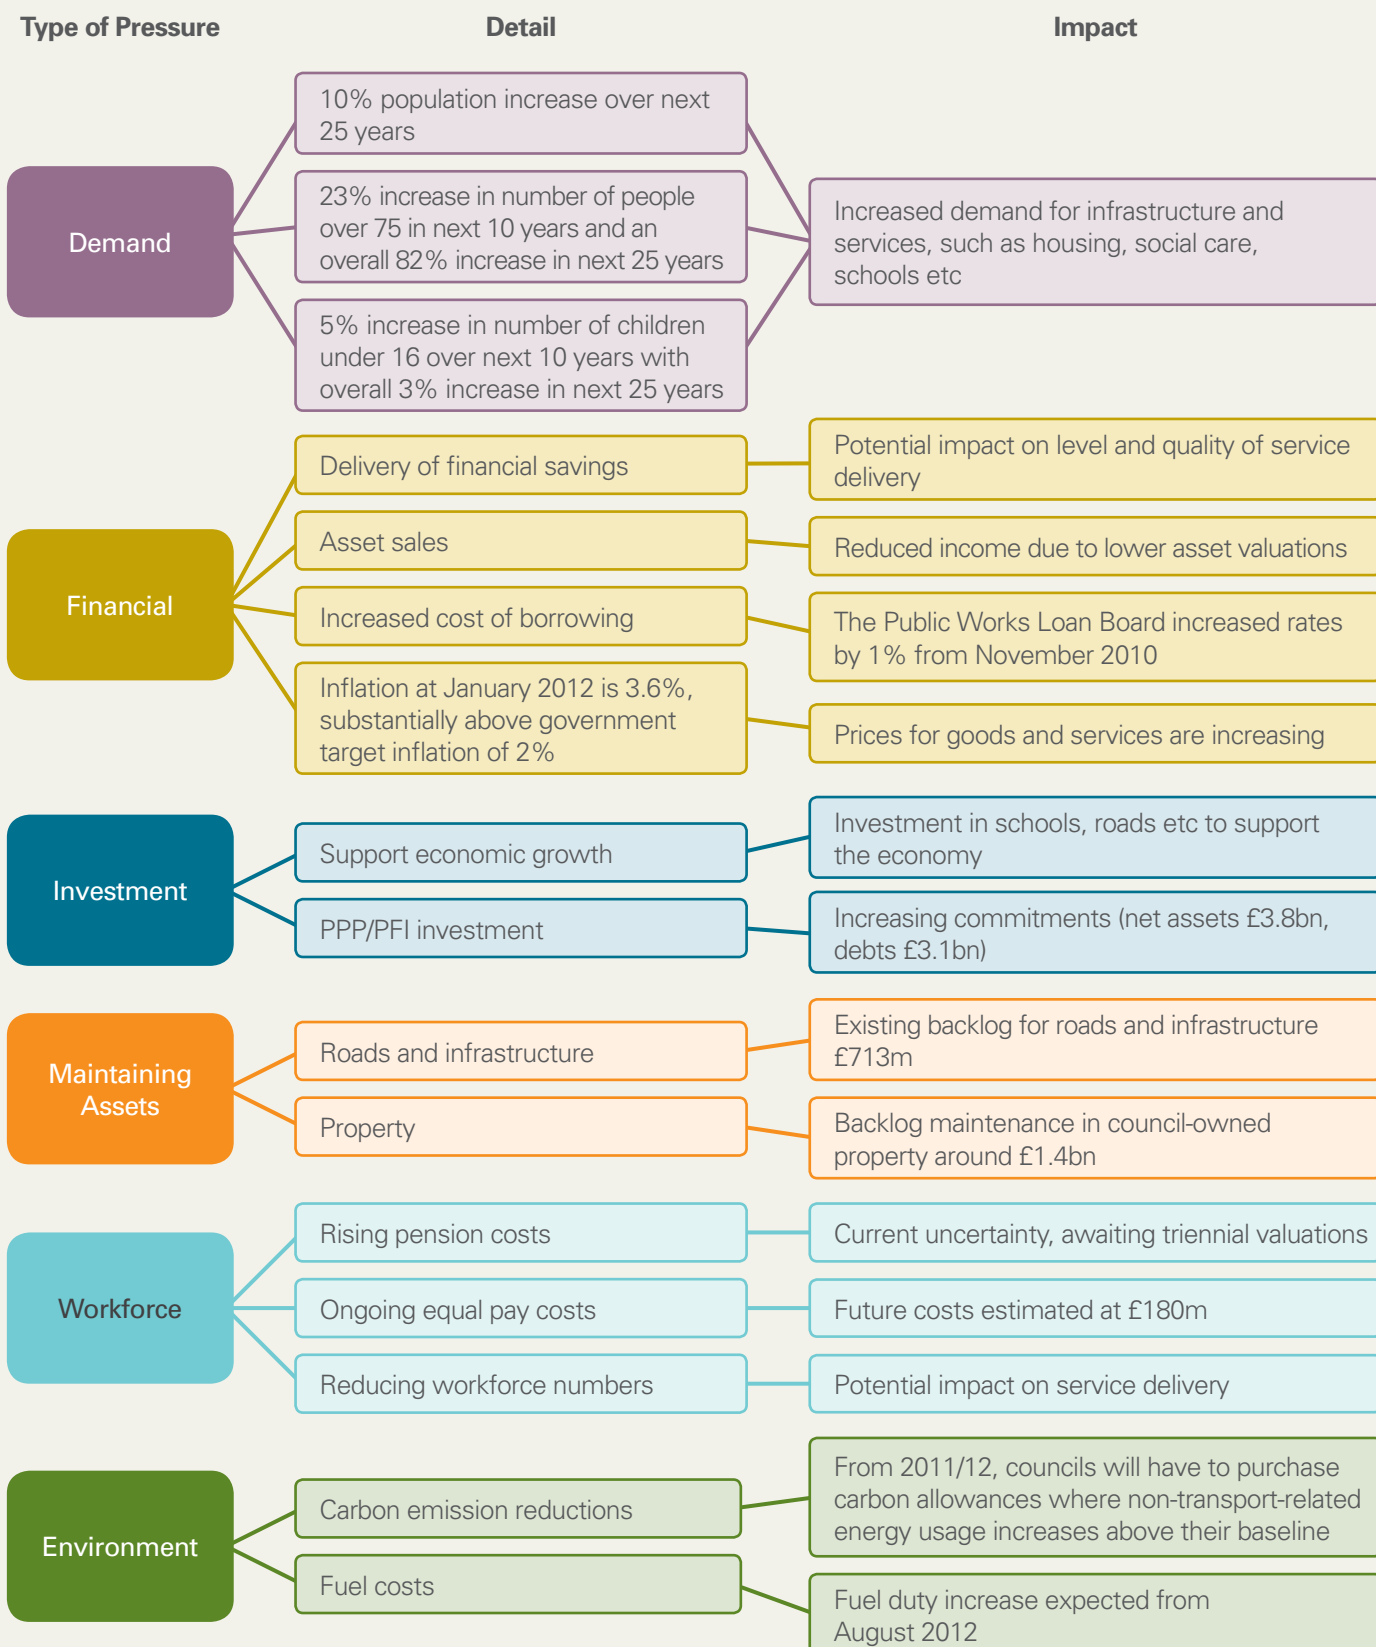 Type of Pressure
Detail
Impact
Demand
10% population increase over next
25 years
23% increase in number of people
over 75 in next 10 years and an
overall 82% increase in next 25 years
5% increase in number of children
under 16 over next 10 years with
overall 3% increase in next 25 years
Increased demand for infrastructure and
services, such as housing, social care,
schools etc
Financial
Delivery of financial savings
Potential impact on level and quality of service
delivery
Asset sales
Reduced income due to lower asset valuations
Increased cost of borrowing
The Public Works Loan Board increased rates
by 1% from November 2010
Inflation at January 2012 is 3.6%,
substantially above government
target inflation of 2%
Prices for goods and services are increasing
Investment
Support economic growth
Investment in schools, roads etc to support
the economy
PPP/PFI investment
Increasing commitments (net assets £3.8bn,
debts £3.1bn)
Maintaining
Assets
Roads and infrastructure
Existing backlog for roads and infrastructure
£713m
Property
Backlog maintenance in council-owned
property around £1.4bn
Workforce
Rising pension costs
Current uncertainty, awaiting triennial valuations
Ongoing equal pay costs
Future costs estimated at £180m
Reducing workforce numbers
Potential impact on service delivery
Environment
Carbon emission reductions
From 2011/12, councils will have to purchase
carbon allowances where non-transport-related
energy usage increases above their baseline
Fuel costs
Fuel duty increase expected from
August 2012